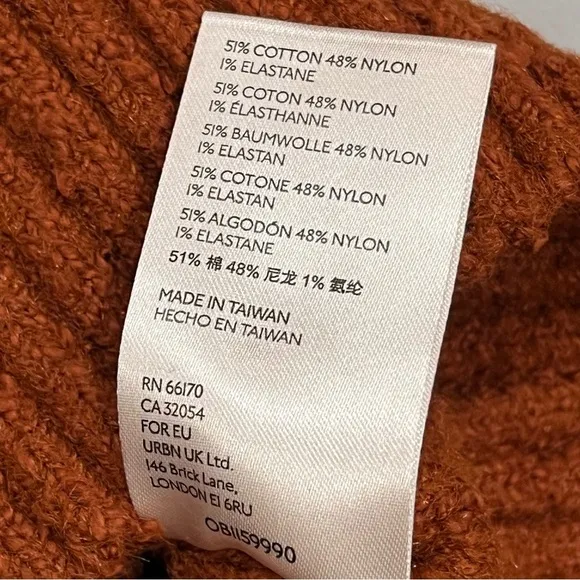 51% COTTON 48% NYLON
1% ELASTANE
51% COTON 48% NYLON
1% ÉLASTHANNE
51% BAUMWOLLE 48% NYLON
1% ELASTAN
51% COTONE 48% NYLON
1% ELASTAN
51% ALGODÓN 48% NYLON
1% ELASTANE
51% 棉 48% 尼龙 1% 氨纶
MADE IN TAIWAN
HECHO EN TAIWAN
RN 66170
CA 32054
FOR EU
URBN UK Ltd.
146 Brick Lane,
LONDON E1 6RU
OB1159990